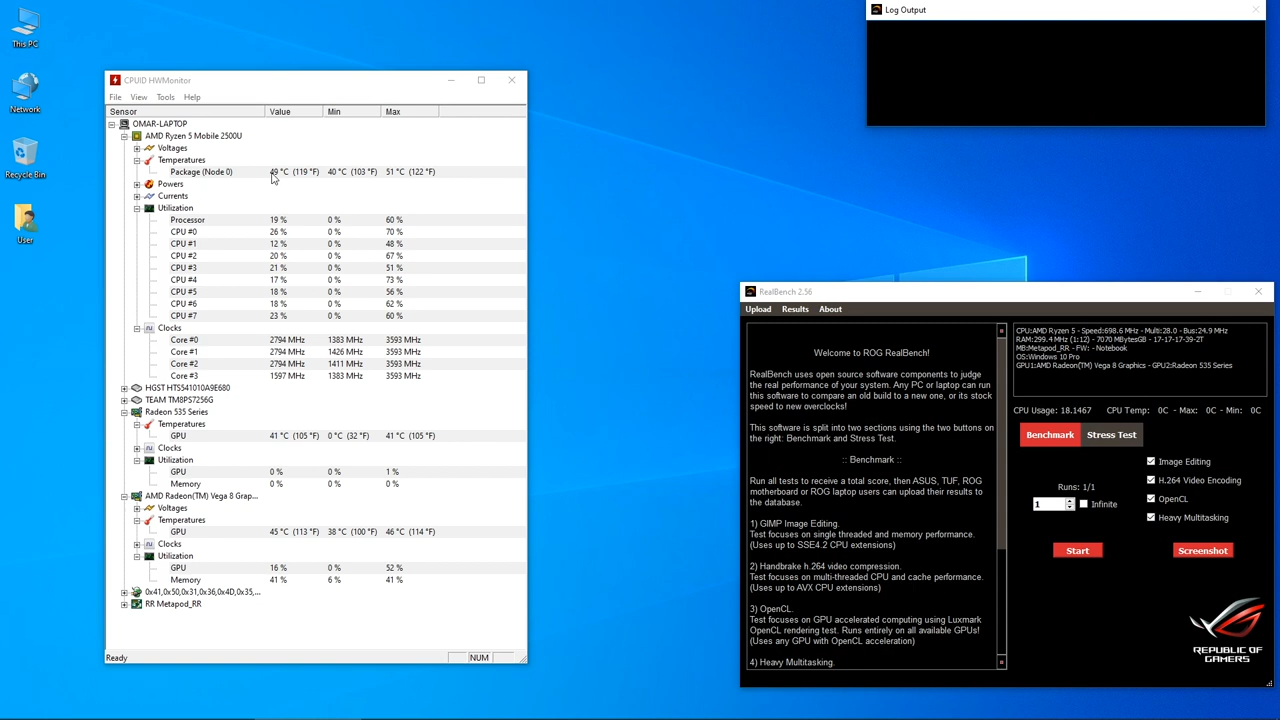 This PC
Network
Recycle Bin
User
CPUID HWMonitor
File View Tools Help
Sensor Value Min Max
OMAR-LAPTOP
AMD Ryzen 5 Mobile 2500U
Voltages
Temperatures
Package (Node 0) 49 °C (119 °F) 40 °C (103 °F) 51 °C (122 °F)
Powers
Currents
Utilization
Processor 19 % 0 % 60 %
CPU #0 26 % 0 % 70 %
CPU #1 12 % 0 % 48 %
CPU #2 20 % 0 % 67 %
CPU #3 21 % 0 % 51 %
CPU #4 17 % 0 % 73 %
CPU #5 18 % 0 % 56 %
CPU #6 18 % 0 % 62 %
CPU #7 23 % 0 % 60 %
Clocks
Core #0 2794 MHz 1383 MHz 3593 MHz
Core #1 2794 MHz 1426 MHz 3593 MHz
Core #2 2794 MHz 1411 MHz 3593 MHz
Core #3 1597 MHz 1383 MHz 3593 MHz
HGST HTS541010A9E680
TEAM TM8PS7256G
Radeon 535 Series
Temperatures
GPU 41 °C (105 °F) 0 °C (32 °F) 41 °C (105 °F)
Clocks
Utilization
GPU 0 % 0 % 1 %
Memory 0 % 0 % 0 %
AMD Radeon(TM) Vega 8 Grap...
Voltages
Temperatures
GPU 45 °C (113 °F) 38 °C (100 °F) 46 °C (114 °F)
Clocks
Utilization
GPU 16 % 0 % 52 %
Memory 41 % 6 % 41 %
0x41,0x50,0x31,0x36,0x4D,0x35,...
RR Metapod_RR
Ready NUM
Log Output
RealBench 2.56
Upload Results About
Welcome to ROG RealBench!
RealBench uses open source software components to judge
the real performance of your system. Any PC or laptop can run
this software to compare an old build to a new one, or its stock
speed to new overclocks!
This software is split into two sections using the two buttons on
the right: Benchmark and Stress Test.
:: Benchmark ::
Run all tests to receive a total score, then ASUS, TUF, ROG
motherboard or ROG laptop users can upload their results to
the database.
1) GIMP Image Editing.
Test focuses on single threaded and memory performance.
(Uses up to SSE4.2 CPU extensions)
2) Handbrake h.264 video compression.
Test focuses on multi-threaded CPU and cache performance.
(Uses up to AVX CPU extensions)
3) OpenCL.
Test focuses on GPU accelerated computing using Luxmark
OpenCL rendering test. Runs entirely on all available GPUs!
(Uses any GPU with OpenCL acceleration)
4) Heavy Multitasking.
CPU:AMD Ryzen 5 - Speed:698.6 MHz - Multi:28.0 - Bus:24.9 MHz
RAM:299.4 MHz (1:12) - 7070 MBytesGB - 17-17-17-39-2T
MB:Metapod_RR - FW: - Notebook
OS:Windows 10 Pro
GPU1:AMD Radeon(TM) Vega 8 Graphics - GPU2:Radeon 535 Series
CPU Usage: 18.1467 CPU Temp: 0C - Max: 0C - Min: 0C
Benchmark Stress Test
Image Editing
H.264 Video Encoding
OpenCL
Heavy Multitasking
Runs: 1/1
1 Infinite
Start Screenshot
REPUBLIC OF
GAMERS